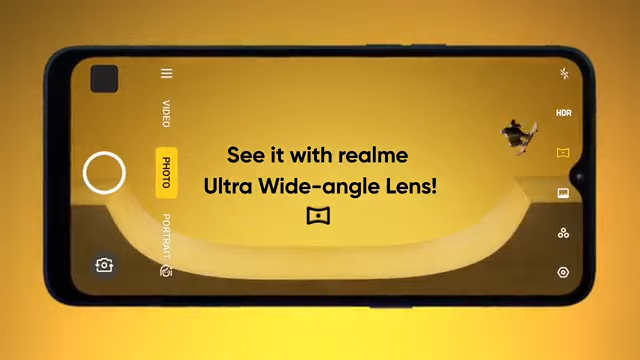 VIDEO
PHOTO
PORTRAIT
See it with realme
Ultra Wide-angle Lens!
HDR